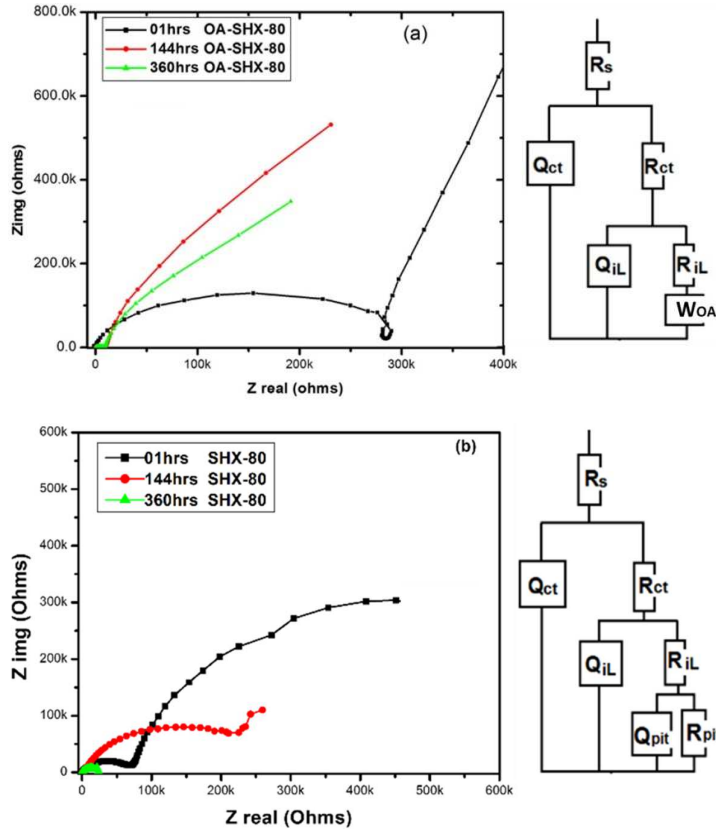 800.0k
600.0k
400.0k
200.0k
0.0
Zimg (ohms)
01hrs OA-SHX-80
144hrs OA-SHX-80
360hrs OA-SHX-80
(a)
0 100k 200k 300k 400k
Z real (ohms)
Rs
Qct
Rct
QiL
RiL
WOA
600k
500k
400k
300k
200k
100k
0
Z img (Ohms)
01hrs SHX-80
144hrs SHX-80
360hrs SHX-80
(b)
0 100k 200k 300k 400k 500k 600k
Z real (Ohms)
Rs
Qct
Rct
QiL
RiL
Qpit
Rpi